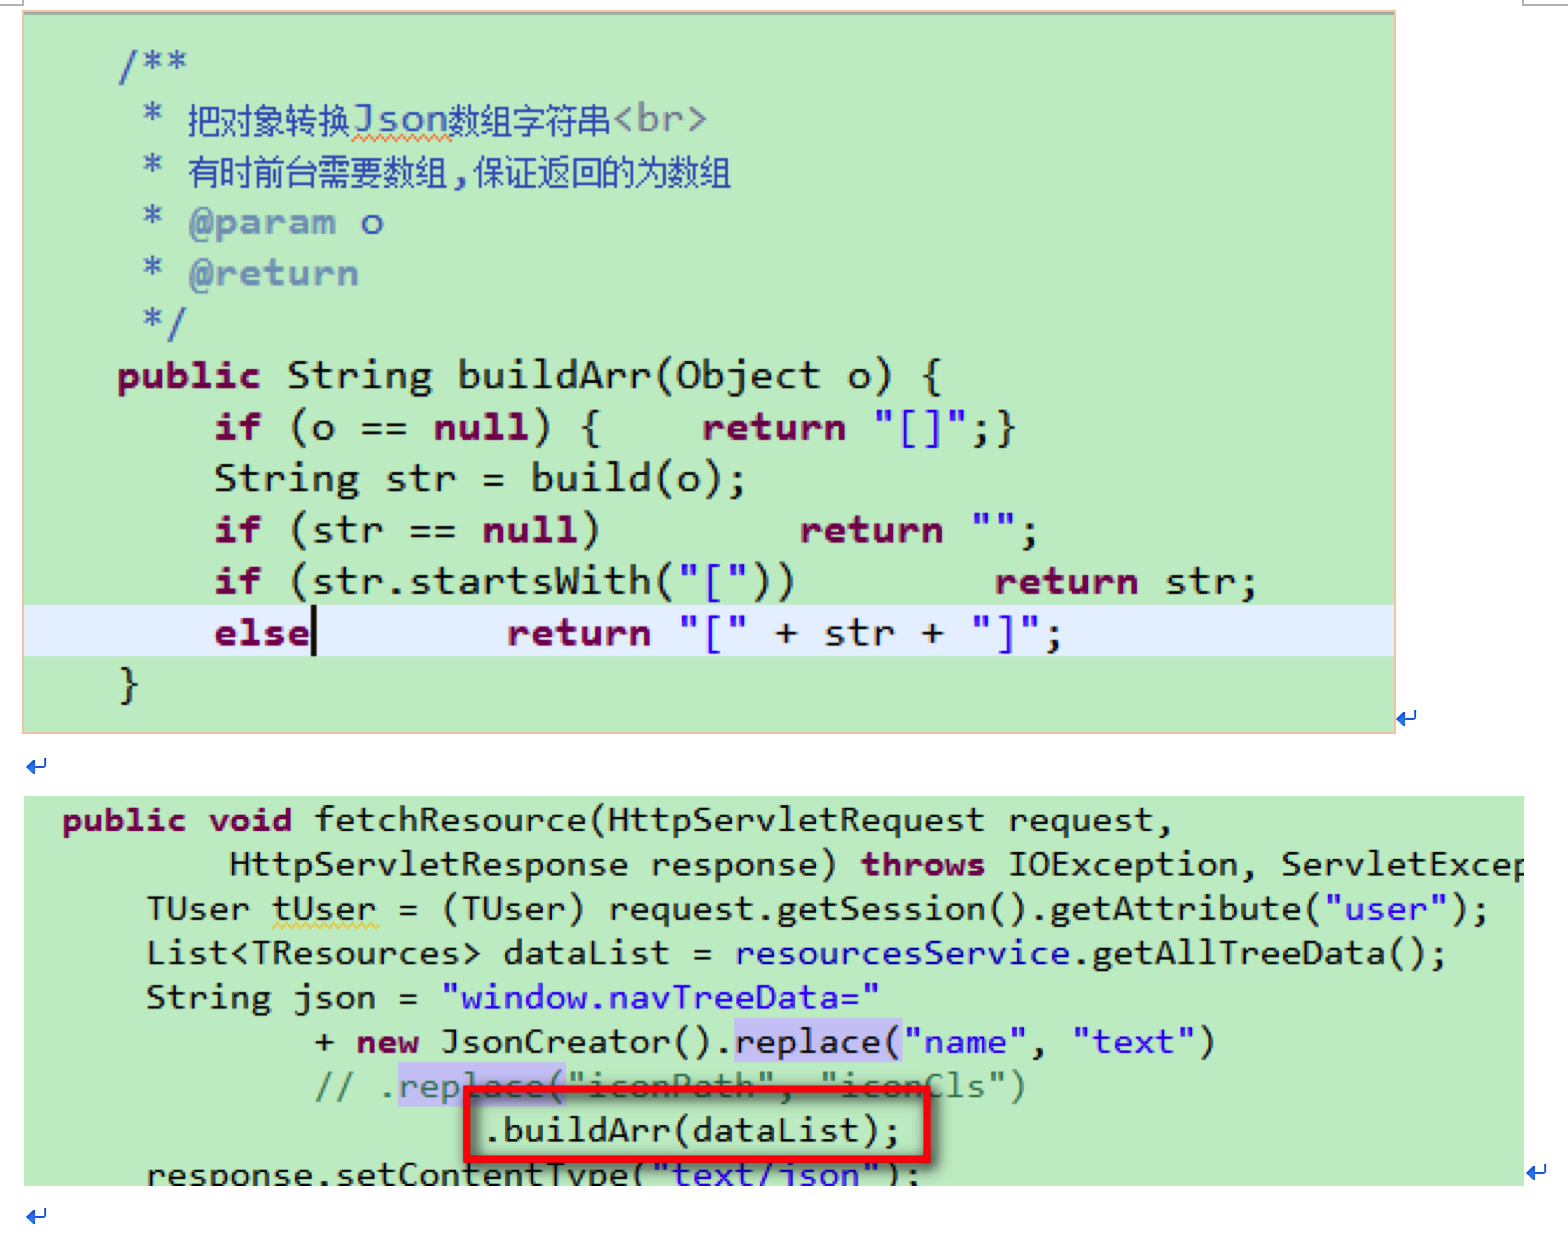 /**
 * 把对象转换Json数组字符串<br>
 * 有时前台需要数组,保证返回的为数组
 * @param o
 * @return
 */
public String buildArr(Object o) {
    if (o == null) {    return "[]";}
    String str = build(o);
    if (str == null)        return "";
    if (str.startsWith("["))        return str;
    else        return "[" + str + "]";
}
public void fetchResource(HttpServletRequest request,
        HttpServletResponse response) throws IOException, ServletExcep
    TUser tUser = (TUser) request.getSession().getAttribute("user");
    List<TResources> dataList = resourcesService.getAllTreeData();
    String json = "window.navTreeData="
            + new JsonCreator().replace("name", "text")
            // .replace("iconPath", "iconCls")
                    .buildArr(dataList);
    response.setContentType("text/json");